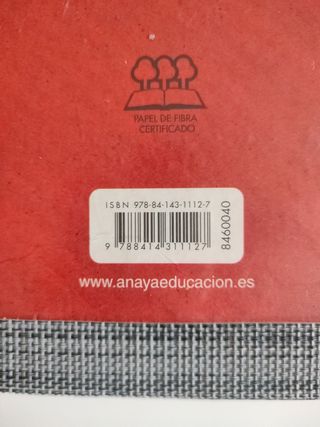 PAPEL DE FIBRA
CERTIFICADO
ISBN 978-84-143-1112-7
9 788414 311127
8460040
www.anayaeducacion.es